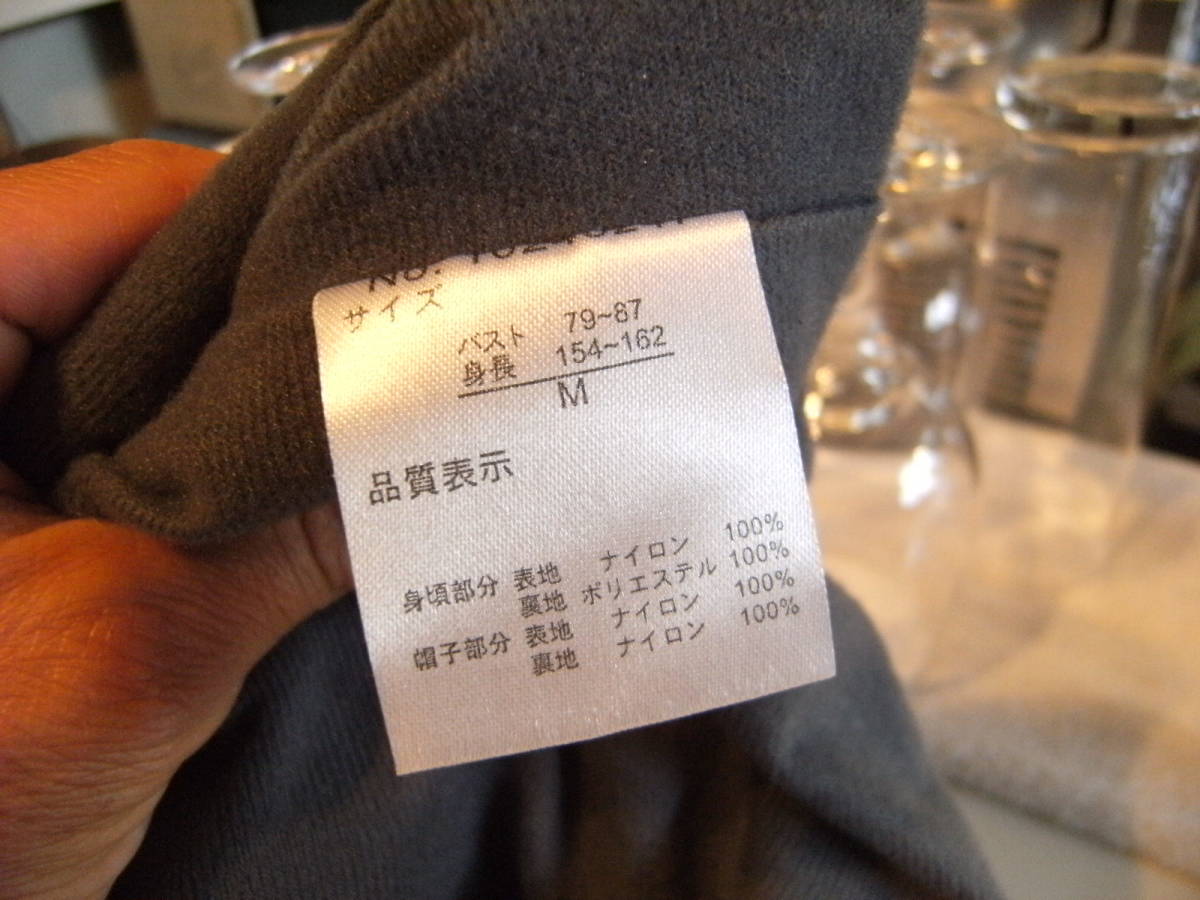 No.
サイズ
バスト 79~87
身長 154~162
M
品質表示
身頃部分 表地 ナイロン 100%
裏地 ポリエステル 100%
帽子部分 表地 ナイロン 100%
裏地 ナイロン 100%